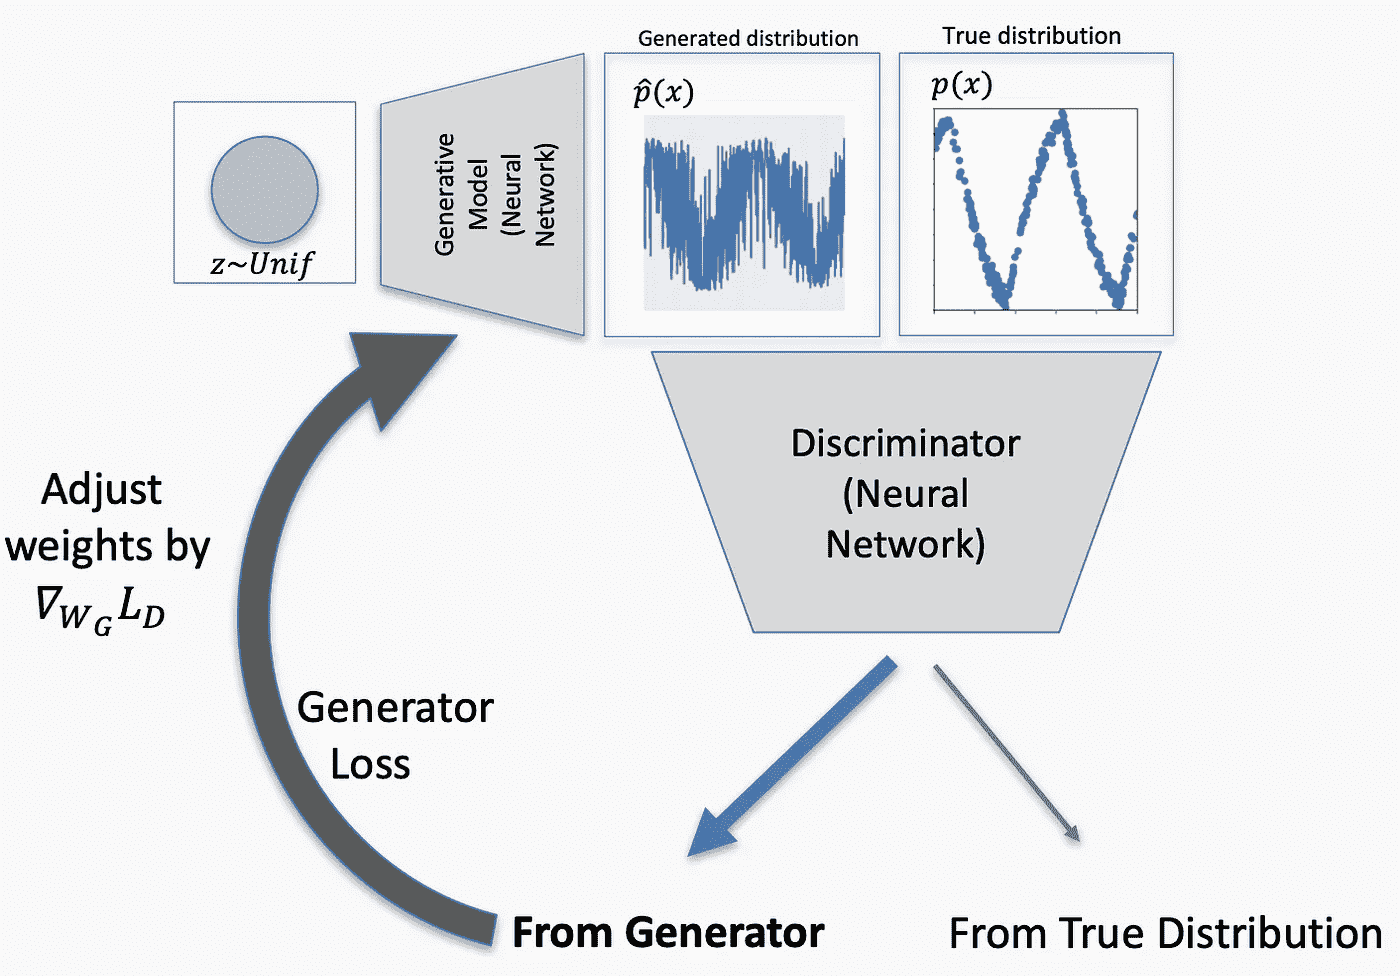 Generated distribution
True distribution
p̂(x)
p(x)
Generative
Model
(Neural
Network)
z~Unif
Discriminator
(Neural
Network)
Adjust
weights by
∇_{W_G} L_D
Generator
Loss
From Generator
From True Distribution